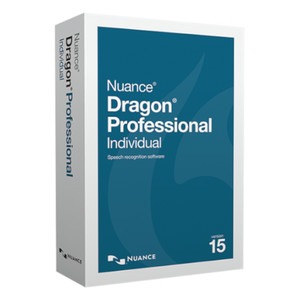 Nuance®
Dragon®
Professional
Individual
Speech recognition software
version
15
NUANCE
Dragon® Professional
Individual
NUANCE